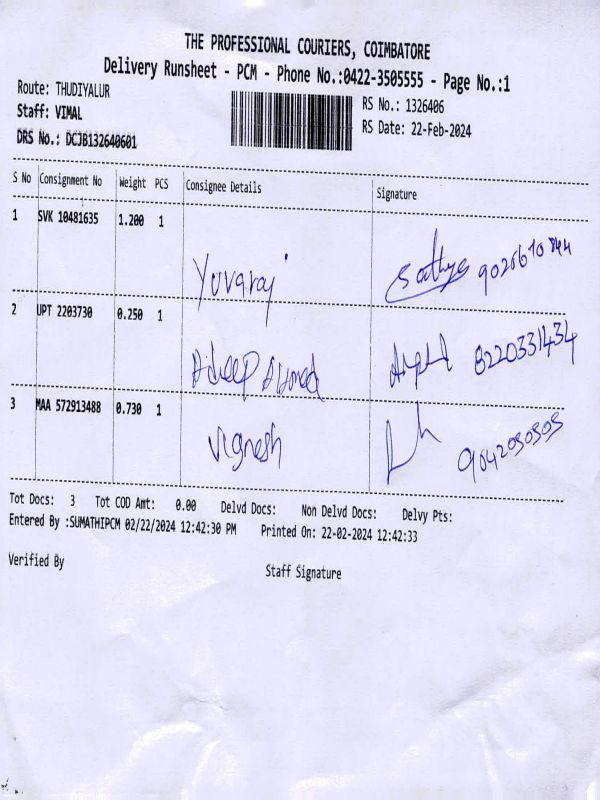 THE PROFESSIONAL COURIERS, COIMBATORE
Delivery Runsheet - PCM - Phone No.:0422-3505555 - Page No.:1
Route: THUDIYALUR
RS No.: 1326406
Staff: VIMAL
RS Date: 22-Feb-2024
DRS No.: DCJB132640601
S No Consignment No Weight PCS Consignee Details Signature
1 SVK 10481635 1.200 1
Yuvaraj Sathya
2 UPT 2203730 0.250 1
Ahmed 8220331434
3 MAA 572913488 0.730 1
Vignesh 9042050505
Tot Docs: 3 Tot COD Amt: 0.00 Delvd Docs: Non Delvd Docs: Delvy Pts:
Entered By :SUMATHIPCM 02/22/2024 12:42:30 PM Printed On: 22-02-2024 12:42:33
Verified By
Staff Signature